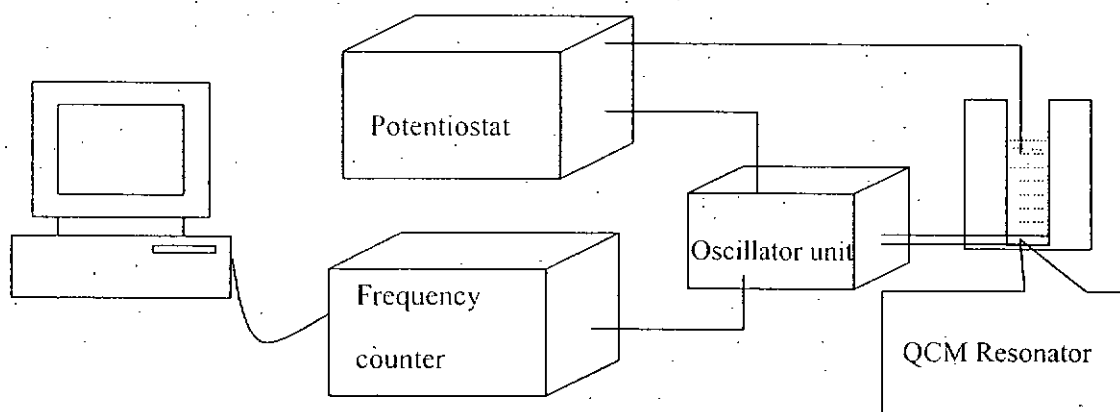 Potentiostat
Oscillator unit
Frequency
counter
QCM Resonator